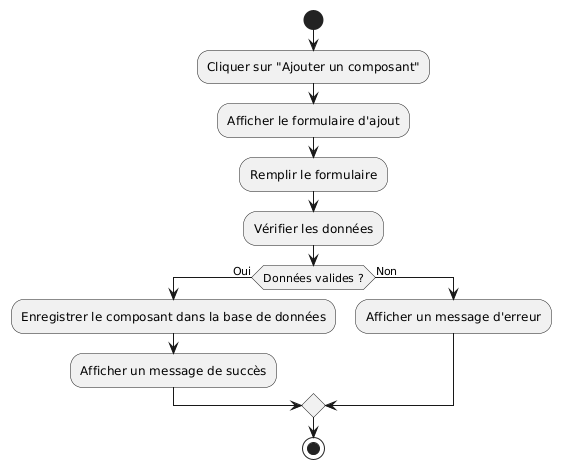 Cliquer sur "Ajouter un composant"
Afficher le formulaire d'ajout
Remplir le formulaire
Vérifier les données
Oui
Données valides ?
Non
Enregistrer le composant dans la base de données
Afficher un message d'erreur
Afficher un message de succès